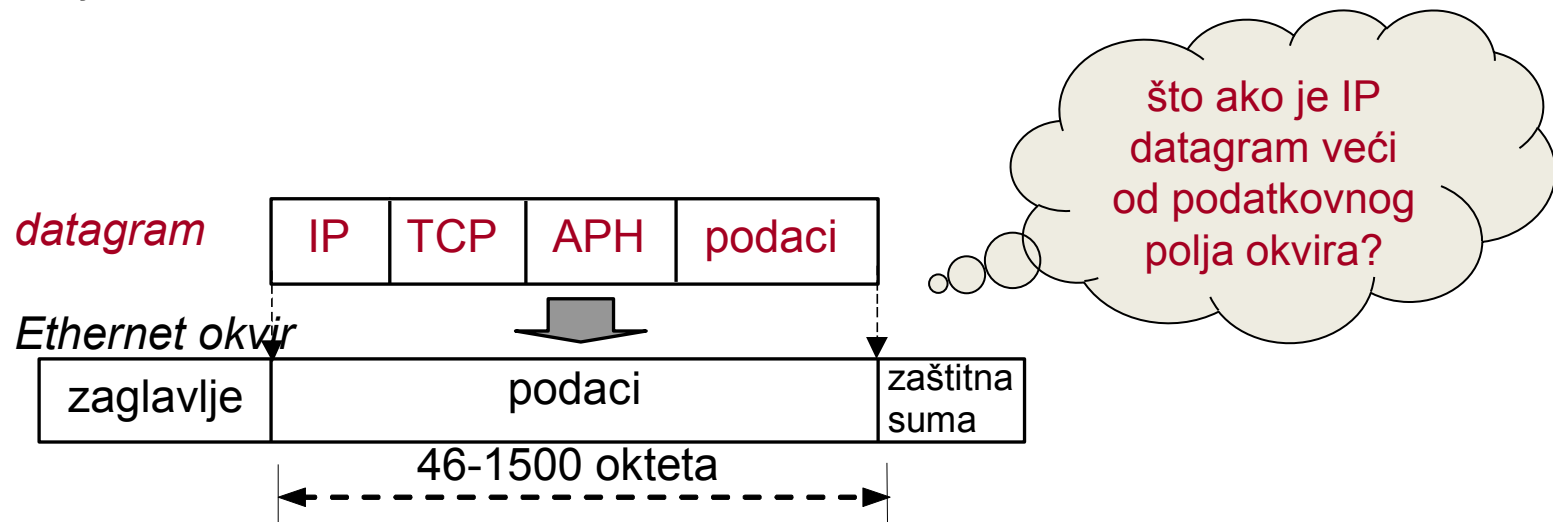 što ako je IP
datagram veći
od podatkovnog
polja okvira?
datagram IP TCP APH podaci
Ethernet okvir
zaglavlje podaci zaštitna
suma
46-1500 okteta